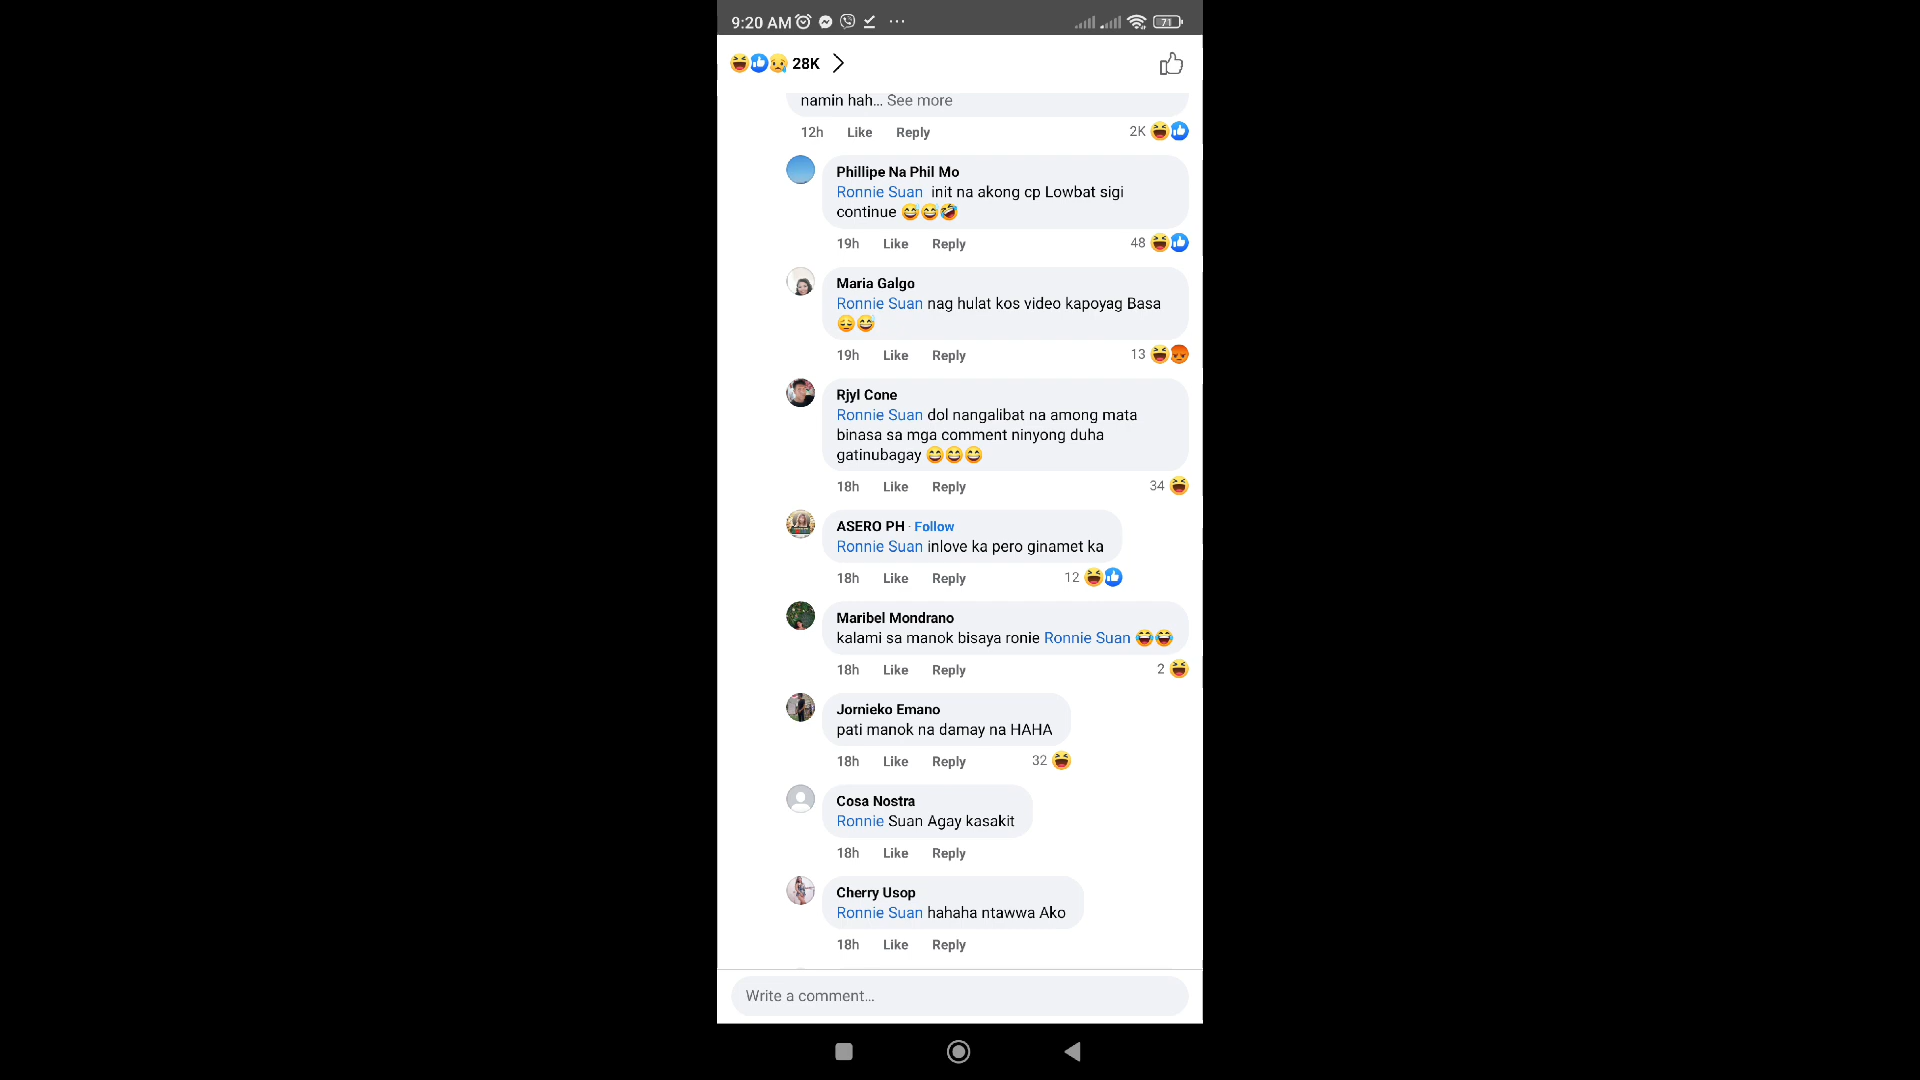 9:20 AM ... 71
28K
namin hah... See more
12h Like Reply 2K
Phillipe Na Phil Mo
Ronnie Suan init na akong cp Lowbat sigi
continue 😅😅🤣
19h Like Reply 48
Maria Galgo
Ronnie Suan nag hulat kos video kapoyag Basa
😔😅
19h Like Reply 13
Rjyl Cone
Ronnie Suan dol nangalibat na among mata
binasa sa mga comment ninyong duha
gatinubagay 😄😄😄
18h Like Reply 34
ASERO PH · Follow
Ronnie Suan inlove ka pero ginamet ka
18h Like Reply 12
Maribel Mondrano
kalami sa manok bisaya ronie Ronnie Suan 😂😂
18h Like Reply 2
Jornieko Emano
pati manok na damay na HAHA
18h Like Reply 32
Cosa Nostra
Ronnie Suan Agay kasakit
18h Like Reply
Cherry Usop
Ronnie Suan hahaha ntawwa Ako
18h Like Reply
Write a comment...